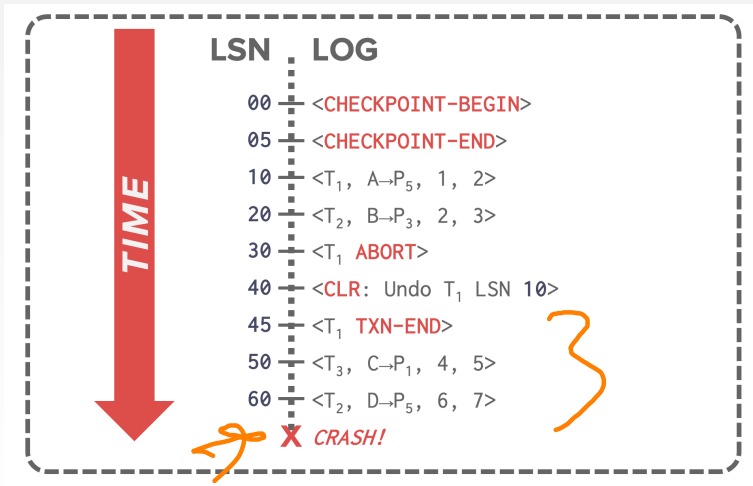 LSN LOG
TIME
00 <CHECKPOINT-BEGIN>
05 <CHECKPOINT-END>
10 <T₁, A→P₅, 1, 2>
20 <T₂, B→P₃, 2, 3>
30 <T₁ ABORT>
40 <CLR: Undo T₁ LSN 10>
45 <T₁ TXN-END>
50 <T₃, C→P₁, 4, 5>
60 <T₂, D→P₅, 6, 7>
X CRASH!